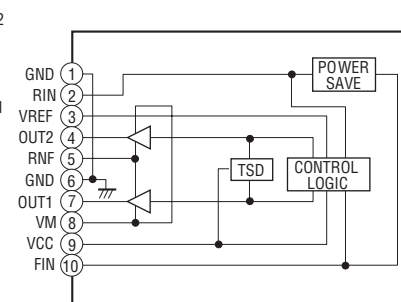 2
1
GND 1
RIN 2
VREF 3
OUT2 4
RNF 5
GND 6
OUT1 7
VM 8
VCC 9
FIN 10
POWER
SAVE
TSD
CONTROL
LOGIC